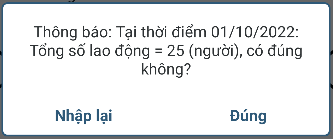 Thông báo: Tại thời điểm 01/10/2022:
Tổng số lao động = 25 (người), có đúng
không?
Nhập lại
Đúng